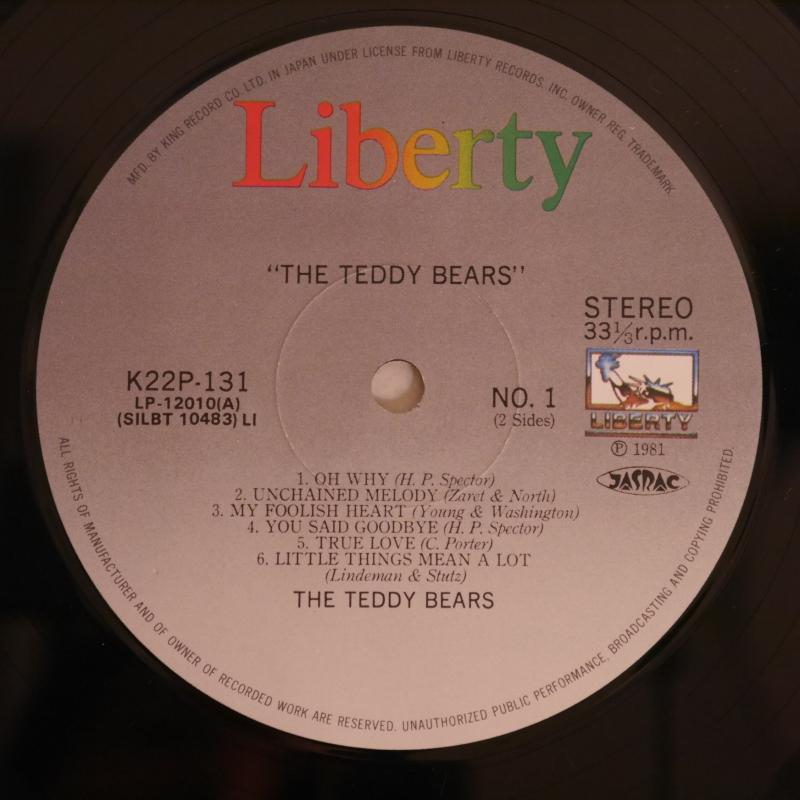 MFD. BY KING RECORD CO. LTD. IN JAPAN UNDER LICENSE FROM LIBERTY RECORDS, INC. OWNER REG. TRADEMARK.
Liberty
"THE TEDDY BEARS"
STEREO
33 1/3 r.p.m.
LIBERTY
℗ 1981
JASRAC
K22P-131
LP-12010(A)
(SILBT 10483) LI
NO. 1
(2 Sides)
1. OH WHY (H. P. Spector)
2. UNCHAINED MELODY (Zaret & North)
3. MY FOOLISH HEART (Young & Washington)
4. YOU SAID GOODBYE (H. P. Spector)
5. TRUE LOVE (C. Porter)
6. LITTLE THINGS MEAN A LOT
(Lindeman & Stutz)
THE TEDDY BEARS
ALL RIGHTS OF MANUFACTURER AND OF OWNER OF RECORDED WORK ARE RESERVED. UNAUTHORIZED PUBLIC PERFORMANCE, BROADCASTING AND COPYING PROHIBITED.